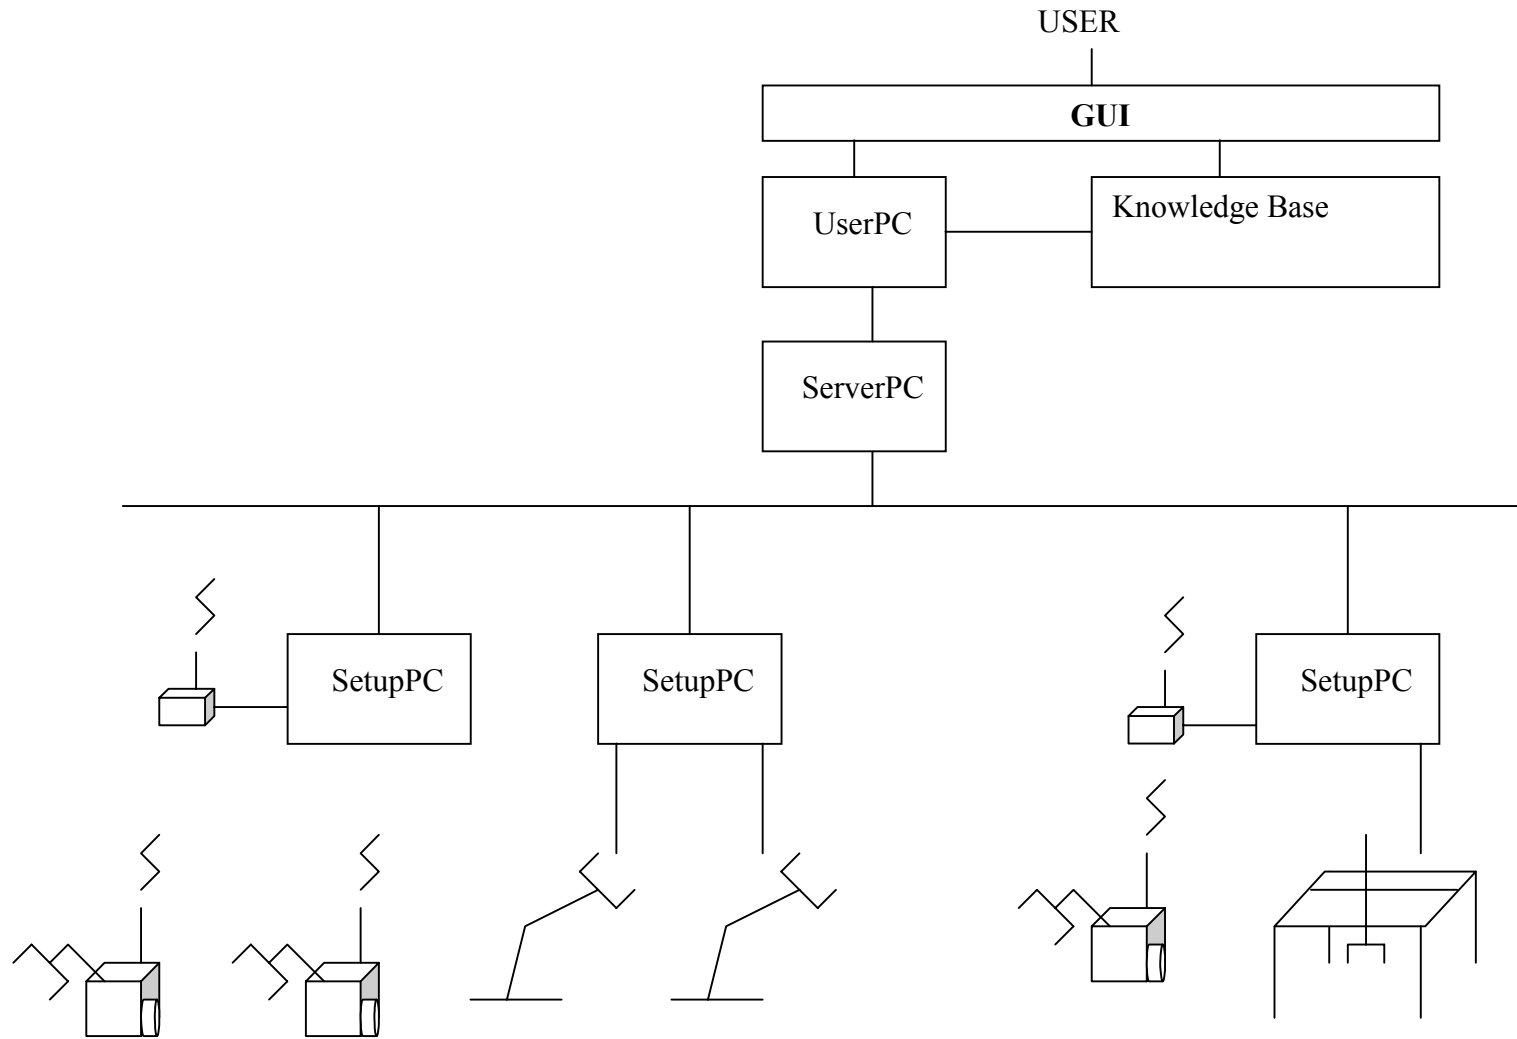 USER
GUI
UserPC
Knowledge Base
ServerPC
SetupPC
SetupPC
SetupPC